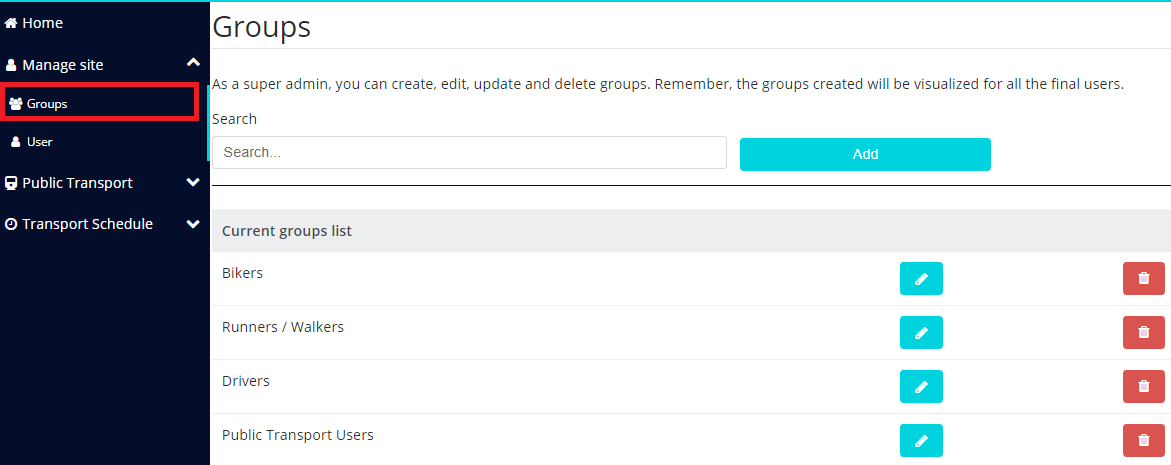 Home
Manage site
Groups
User
Public Transport
Transport Schedule
Groups
As a super admin, you can create, edit, update and delete groups. Remember, the groups created will be visualized for all the final users.
Search
Search...
Add
Current groups list
Bikers
Runners / Walkers
Drivers
Public Transport Users